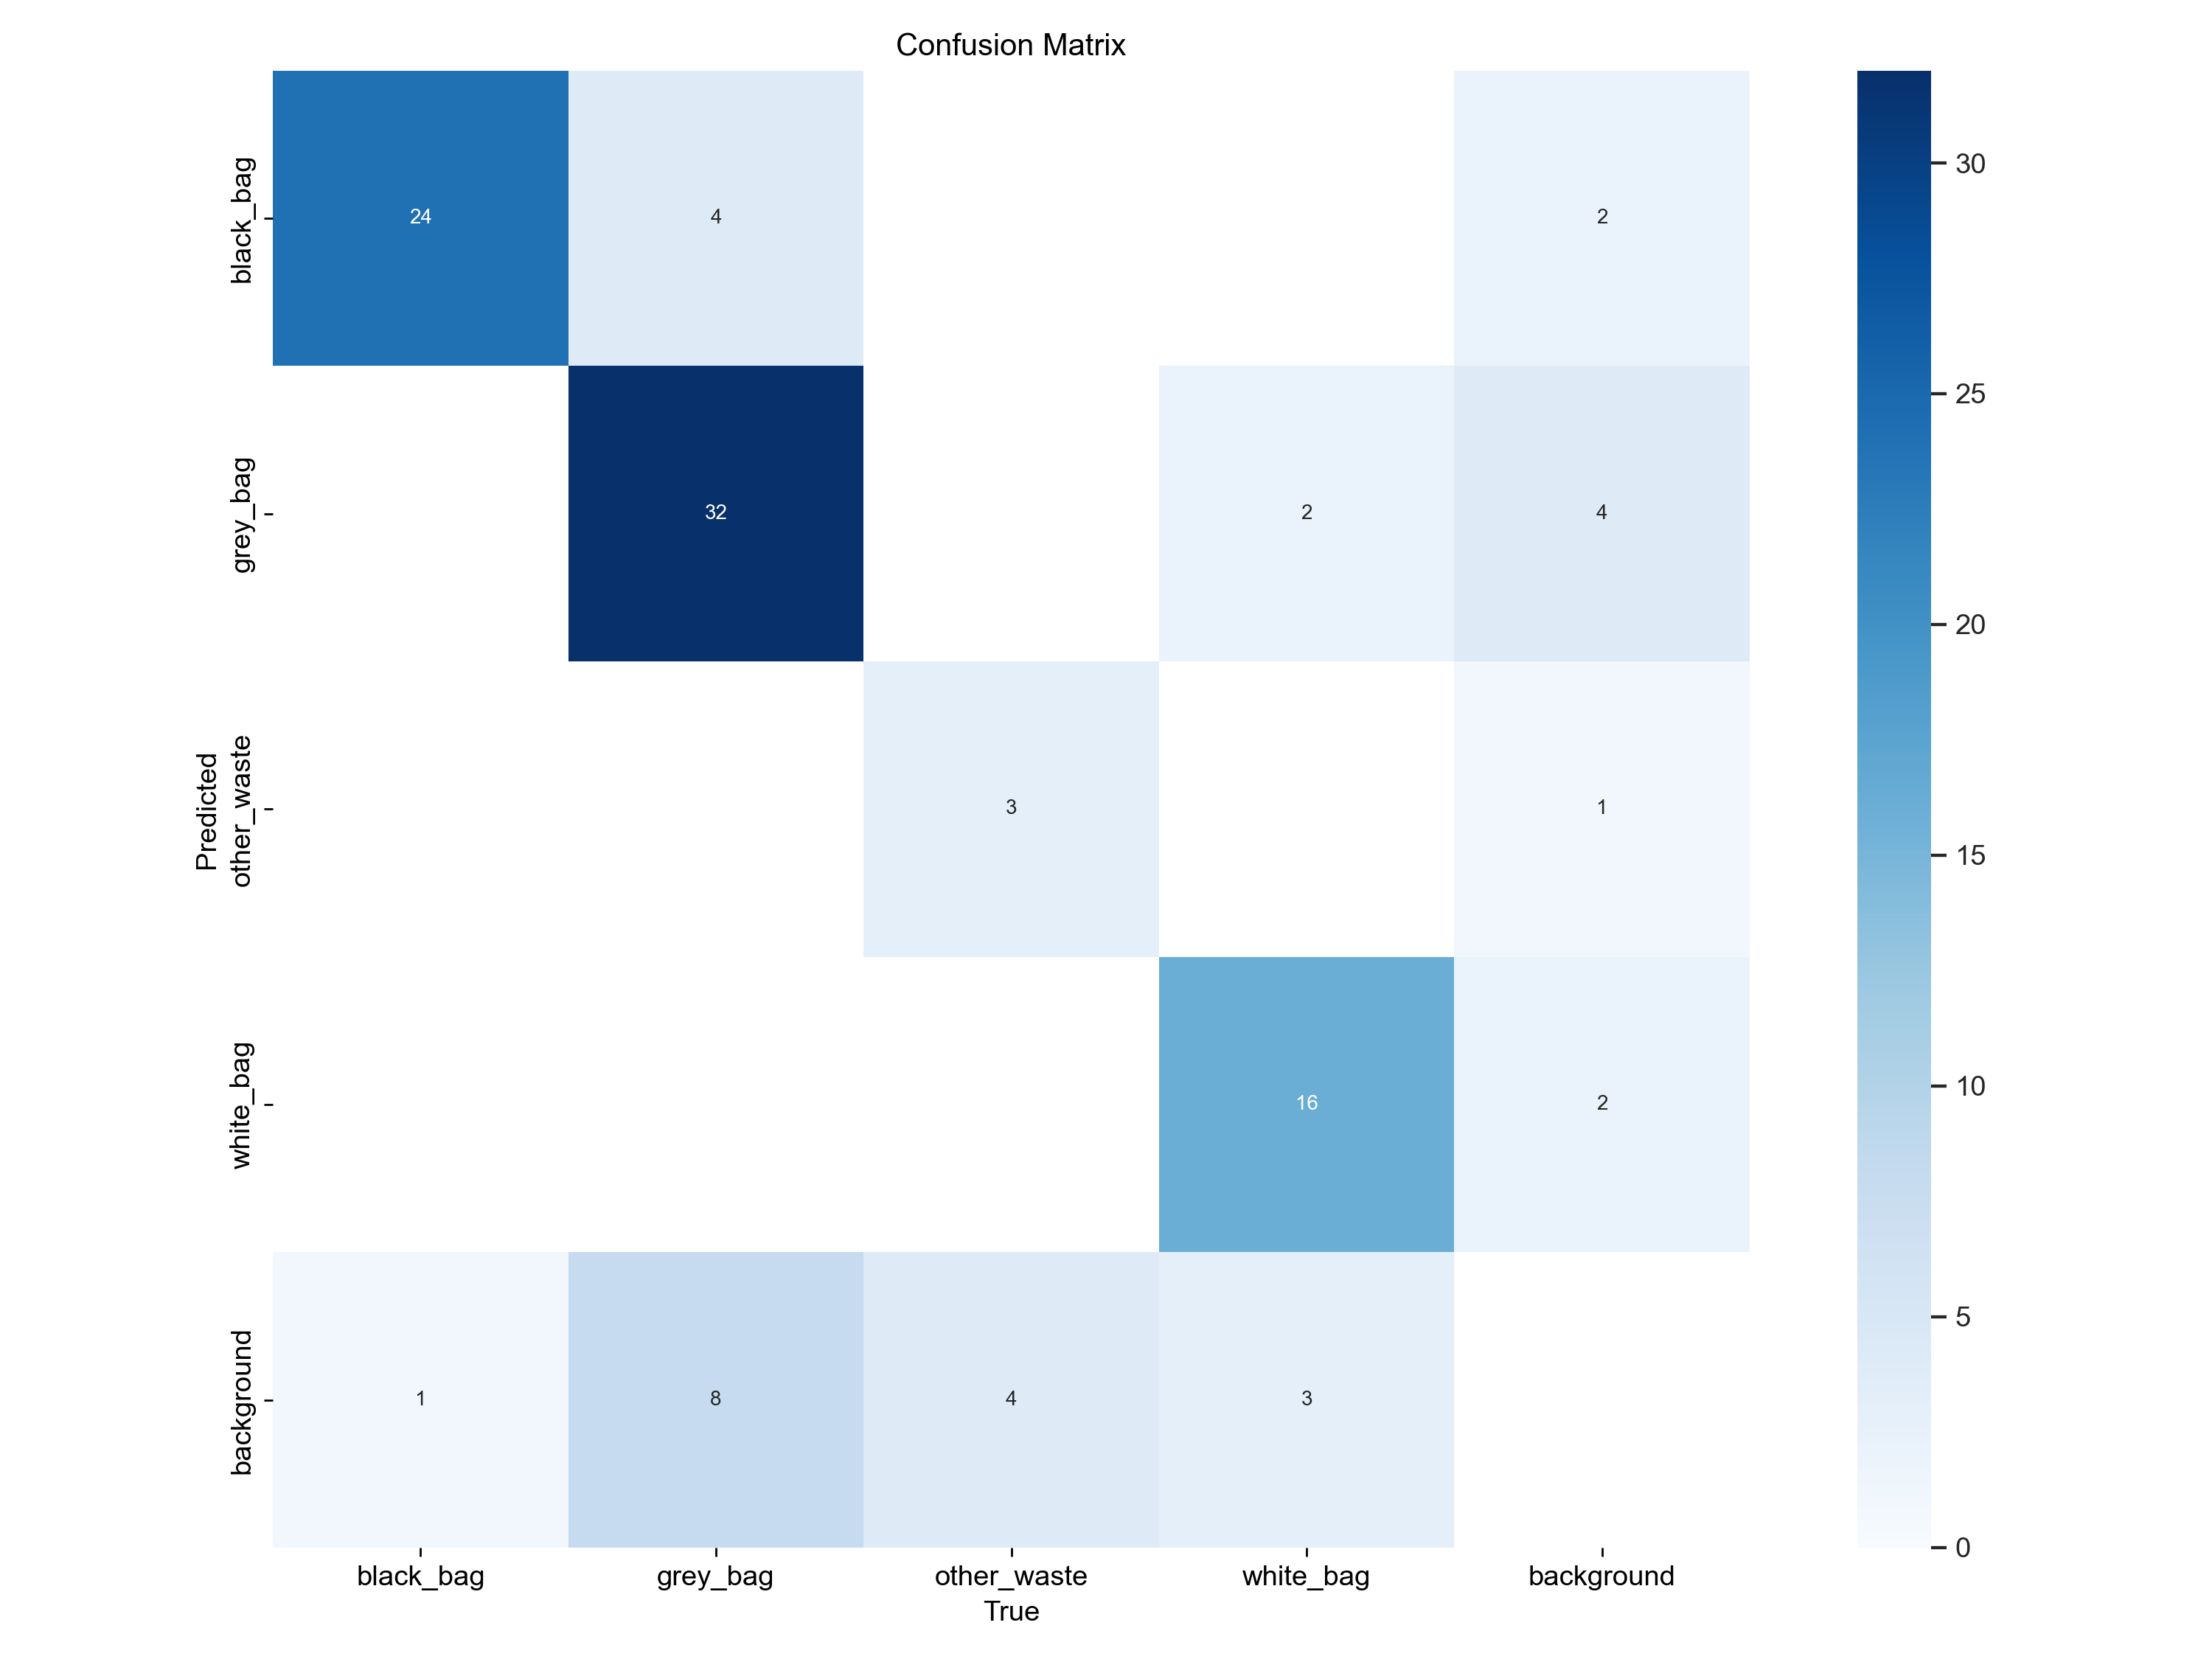 Confusion Matrix
black_bag
24
4
2
30
25
grey_bag
32
2
4
20
Predicted
other_waste
3
1
15
white_bag
16
2
10
background
1
8
4
3
5
0
black_bag
grey_bag
other_waste
white_bag
background
True